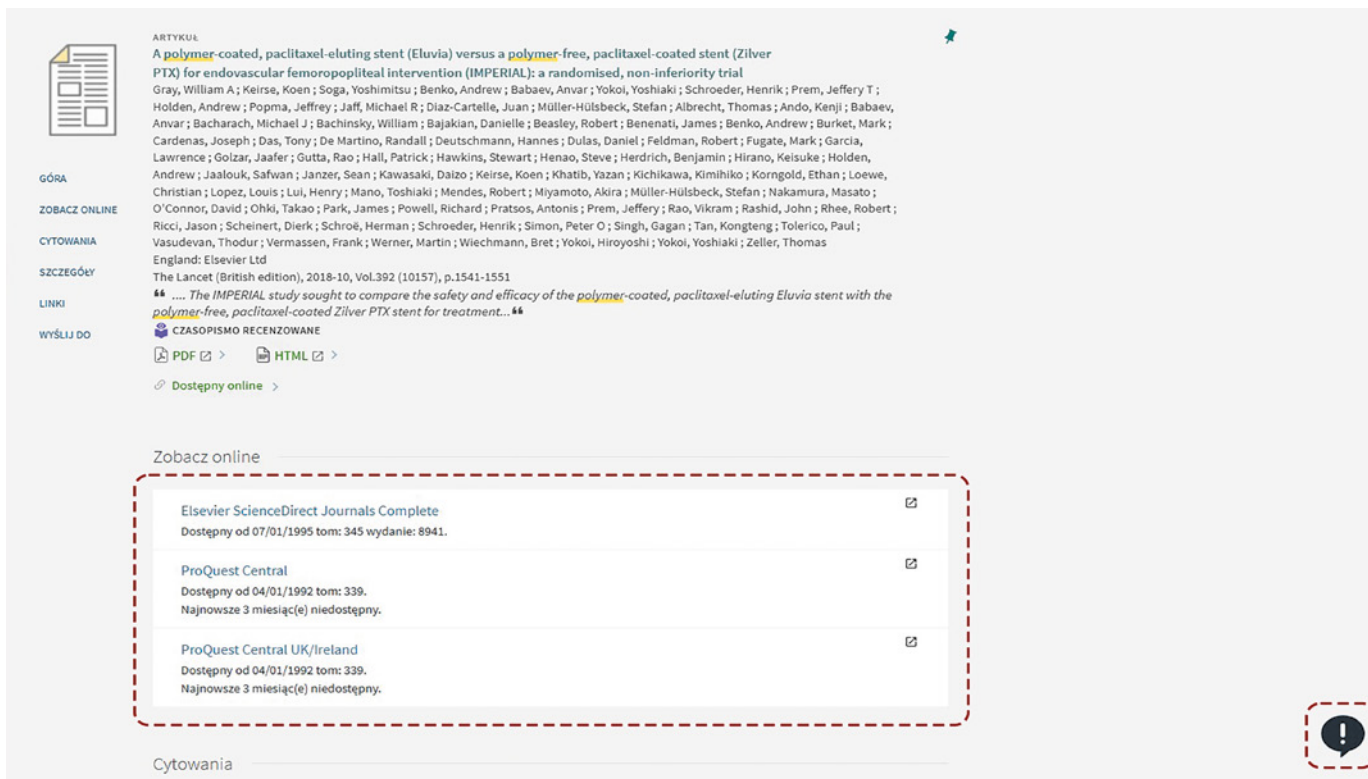 ARTYKUŁ
A polymer-coated, paclitaxel-eluting stent (Eluvia) versus a polymer-free, paclitaxel-coated stent (Zilver
PTX) for endovascular femoropopliteal intervention (IMPERIAL): a randomised, non-inferiority trial
Gray, William A ; Keirse, Koen ; Soga, Yoshimitsu ; Benko, Andrew ; Babaev, Anvar ; Yokoi, Yoshiaki ; Schroeder, Henrik ; Prem, Jeffery T ;
Holden, Andrew ; Popma, Jeffrey ; Jaff, Michael R ; Diaz-Cartelle, Juan ; Müller-Hülsbeck, Stefan ; Albrecht, Thomas ; Ando, Kenji ; Babaev,
Anvar ; Bacharach, Michael J ; Bachinsky, William ; Bajakian, Danielle ; Beasley, Robert ; Benenati, James ; Benko, Andrew ; Burket, Mark ;
Cardenas, Joseph ; Das, Tony ; De Martino, Randall ; Deutschmann, Hannes ; Dulas, Daniel ; Feldman, Robert ; Fugate, Mark ; Garcia,
Lawrence ; Golzar, Jaafer ; Gutta, Rao ; Hall, Patrick ; Hawkins, Stewart ; Henao, Steve ; Herdrich, Benjamin ; Hirano, Keisuke ; Holden,
Andrew ; Jaalouk, Safwan ; Janzer, Sean ; Kawasaki, Daizo ; Keirse, Koen ; Khatib, Yazan ; Kichikawa, Kimihiko ; Korngold, Ethan ; Loewe,
Christian ; Lopez, Louis ; Lui, Henry ; Mano, Toshiaki ; Mendes, Robert ; Miyamoto, Akira ; Müller-Hülsbeck, Stefan ; Nakamura, Masato ;
O'Connor, David ; Ohki, Takao ; Park, James ; Powell, Richard ; Pratsos, Antonis ; Prem, Jeffery ; Rao, Vikram ; Rashid, John ; Rhee, Robert ;
Ricci, Jason ; Scheinert, Dierk ; Schroë, Herman ; Schroeder, Henrik ; Simon, Peter O ; Singh, Gagan ; Tan, Kongteng ; Tolerico, Paul ;
Vasudevan, Thodur ; Vermassen, Frank ; Werner, Martin ; Wiechmann, Bret ; Yokoi, Hiroyoshi ; Yokoi, Yoshiaki ; Zeller, Thomas
England: Elsevier Ltd
The Lancet (British edition), 2018-10, Vol.392 (10157), p.1541-1551
❝ .... The IMPERIAL study sought to compare the safety and efficacy of the polymer-coated, paclitaxel-eluting Eluvia stent with the
polymer-free, paclitaxel-coated Zilver PTX stent for treatment...❝
CZASOPISMO RECENZOWANE
PDF > HTML >
Dostępny online >
GÓRA
ZOBACZ ONLINE
CYTOWANIA
SZCZEGÓŁY
LINKI
WYŚLIJ DO
Zobacz online
Elsevier ScienceDirect Journals Complete
Dostępny od 07/01/1995 tom: 345 wydanie: 8941.
ProQuest Central
Dostępny od 04/01/1992 tom: 339.
Najnowsze 3 miesiąc(e) niedostępny.
ProQuest Central UK/Ireland
Dostępny od 04/01/1992 tom: 339.
Najnowsze 3 miesiąc(e) niedostępny.
Cytowania